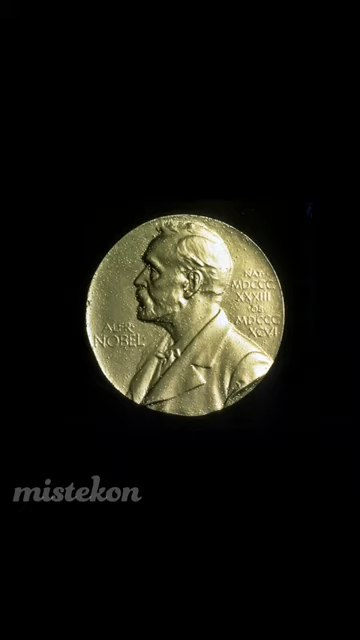 ALFR·
NOBEL
NAT·
MDCCC
XXXIII
OB·
MDCCC
XCVI
mistekon